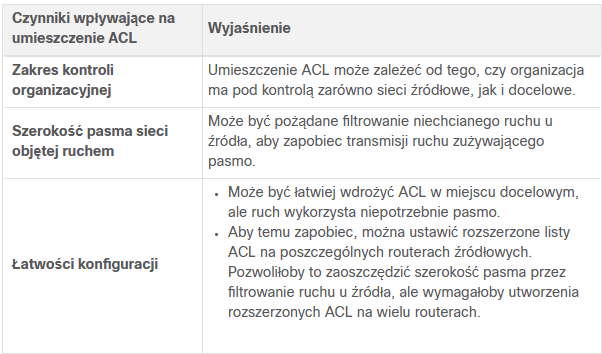 Czynniki wpływające na
umieszczenie ACL
Wyjaśnienie
Zakres kontroli
organizacyjnej
Umieszczenie ACL może zależeć od tego, czy organizacja
ma pod kontrolą zarówno sieci źródłowe, jak i docelowe.
Szerokość pasma sieci
objętej ruchem
Może być pożądane filtrowanie niechcianego ruchu u
źródła, aby zapobiec transmisji ruchu zużywającego
pasmo.
Łatwości konfiguracji
• Może być łatwiej wdrożyć ACL w miejscu docelowym,
ale ruch wykorzysta niepotrzebnie pasmo.
• Aby temu zapobiec, można ustawić rozszerzone listy
ACL na poszczególnych routerach źródłowych.
Pozwoliłoby to zaoszczędzić szerokość pasma przez
filtrowanie ruchu u źródła, ale wymagałoby utworzenia
rozszerzonych ACL na wielu routerach.